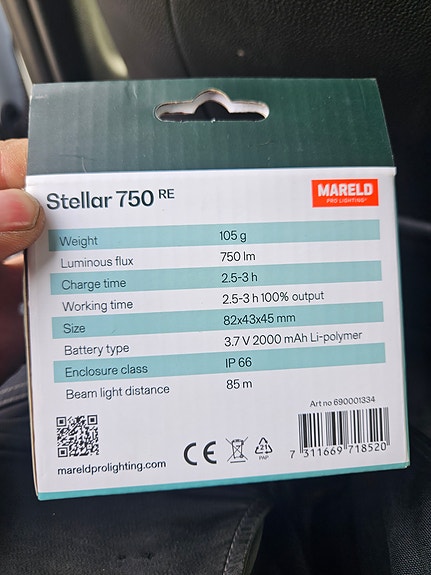 Stellar 750 RE
MARELD
PRO LIGHTING
Weight 105 g
Luminous flux 750 lm
Charge time 2.5-3 h
Working time 2.5-3 h 100% output
Size 82x43x45 mm
Battery type 3.7 V 2000 mAh Li-polymer
Enclosure class IP 66
Beam light distance 85 m
Art no 690001334
mareldprolighting.com
CE
21
PAP
7 311669 718520